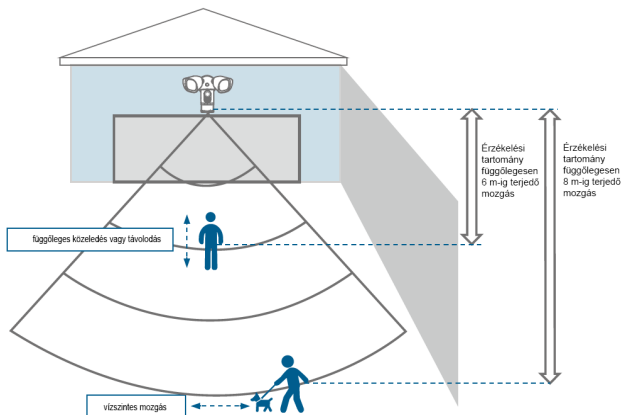 Érzékelési
tartomány
függőlegesen
6 m-ig terjedő
mozgás
Érzékelési
tartomány
függőlegesen
8 m-ig terjedő
mozgás
függőleges közeledés vagy távolodás
vízszintes mozgás